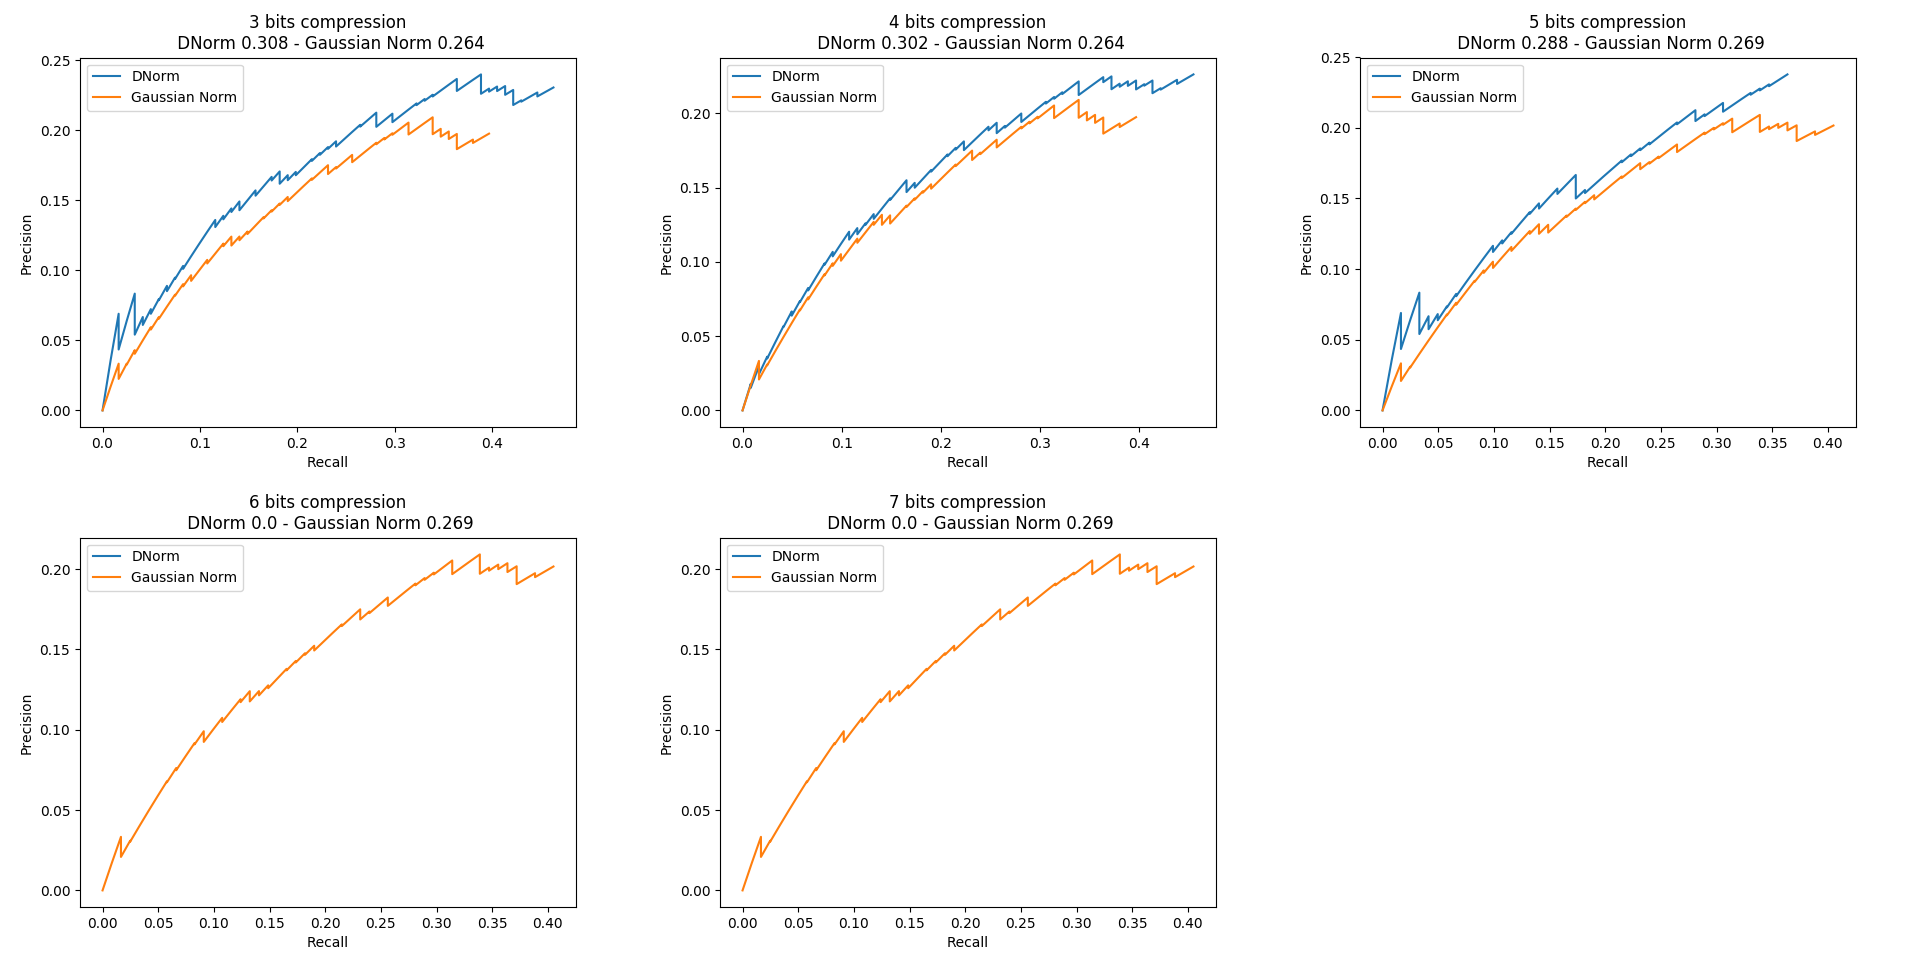 3 bits compression
DNorm 0.308 - Gaussian Norm 0.264
DNorm
Gaussian Norm
0.25
0.20
0.15
0.10
0.05
0.00
Precision
0.0 0.1 0.2 0.3 0.4
Recall
4 bits compression
DNorm 0.302 - Gaussian Norm 0.264
DNorm
Gaussian Norm
0.20
0.15
0.10
0.05
0.00
Precision
0.0 0.1 0.2 0.3 0.4
Recall
5 bits compression
DNorm 0.288 - Gaussian Norm 0.269
DNorm
Gaussian Norm
0.25
0.20
0.15
0.10
0.05
0.00
Precision
0.00 0.05 0.10 0.15 0.20 0.25 0.30 0.35 0.40
Recall
6 bits compression
DNorm 0.0 - Gaussian Norm 0.269
DNorm
Gaussian Norm
0.20
0.15
0.10
0.05
0.00
Precision
0.00 0.05 0.10 0.15 0.20 0.25 0.30 0.35 0.40
Recall
7 bits compression
DNorm 0.0 - Gaussian Norm 0.269
DNorm
Gaussian Norm
0.20
0.15
0.10
0.05
0.00
Precision
0.00 0.05 0.10 0.15 0.20 0.25 0.30 0.35 0.40
Recall